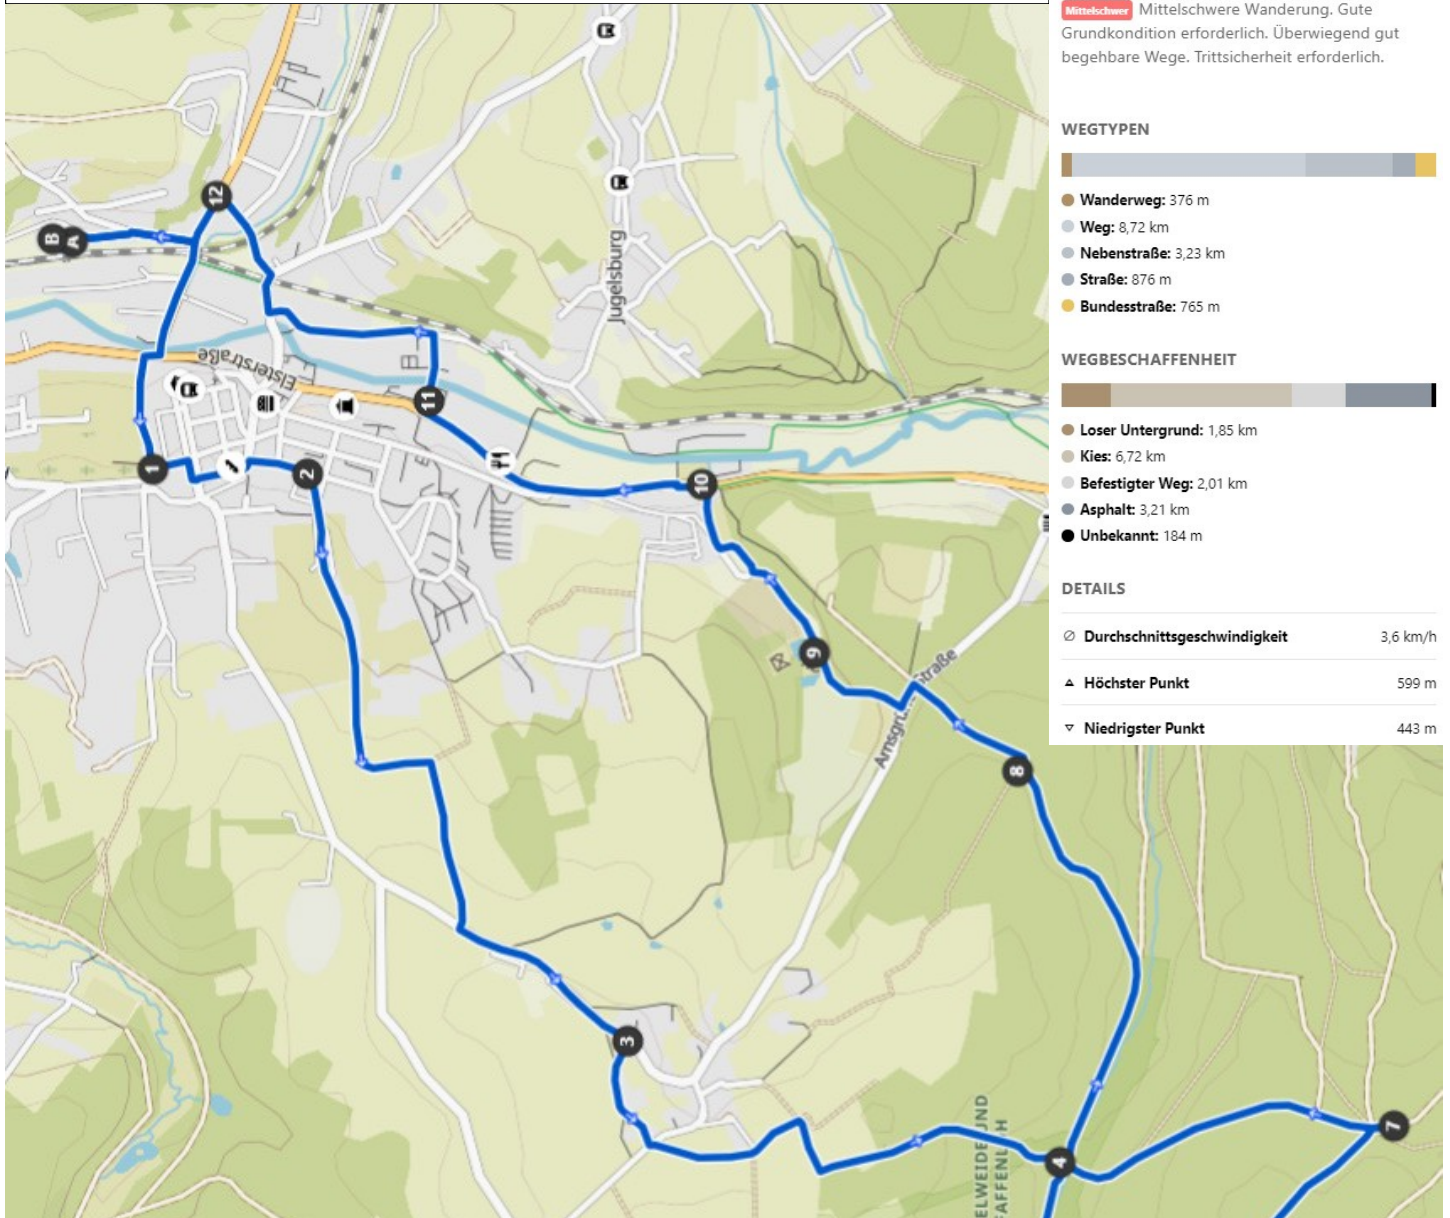 Mittelschwer Mittelschwere Wanderung. Gute
Grundkondition erforderlich. Überwiegend gut
begehbare Wege. Trittsicherheit erforderlich.
WEGTYPEN
Wanderweg: 376 m
Weg: 8,72 km
Nebenstraße: 3,23 km
Straße: 876 m
Bundesstraße: 765 m
WEGBESCHAFFENHEIT
Loser Untergrund: 1,85 km
Kies: 6,72 km
Befestigter Weg: 2,01 km
Asphalt: 3,21 km
Unbekannt: 184 m
DETAILS
Durchschnittsgeschwindigkeit 3,6 km/h
Höchster Punkt 599 m
Niedrigster Punkt 443 m
12
B
A
Jugelsburg
Elsterstraße
11
1
2
10
9
Straße
8
3
7
4